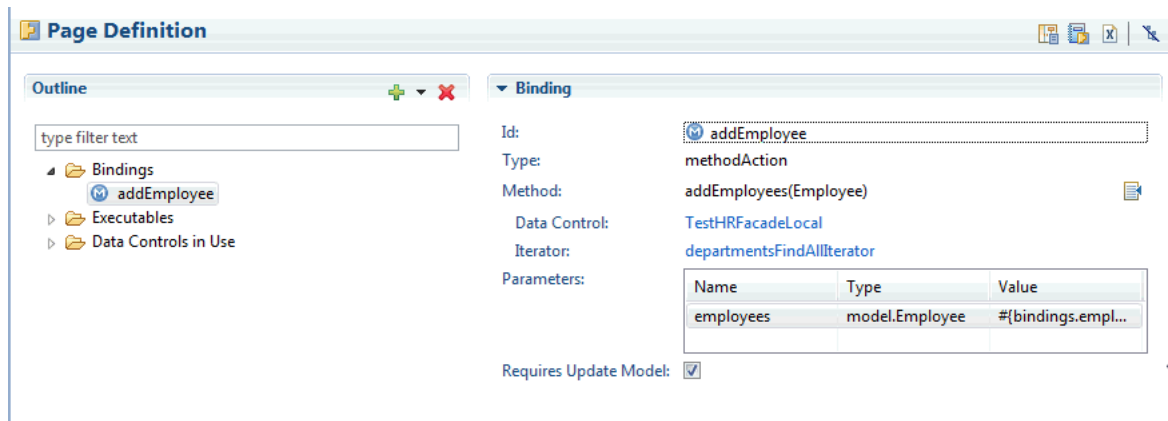 Page Definition
Outline
type filter text
Bindings
addEmployee
Executables
Data Controls in Use
Binding
Id: addEmployee
Type: methodAction
Method: addEmployees(Employee)
Data Control: TestHRFacadeLocal
Iterator: departmentsFindAllIterator
Parameters:
Name Type Value
employees model.Employee #{bindings.empl...
Requires Update Model: